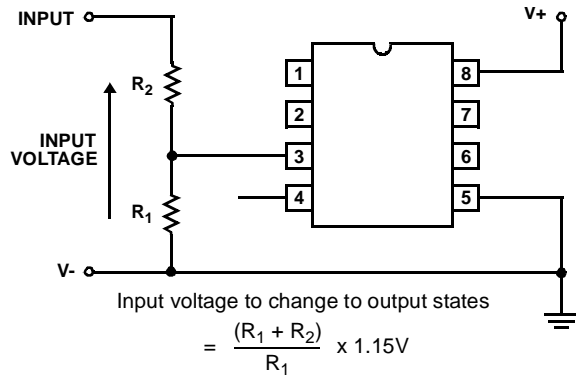 INPUT
V+
R2
INPUT
VOLTAGE
R1
V-
1
2
3
4
8
7
6
5
Input voltage to change to output states
= (R1 + R2) / R1 x 1.15V